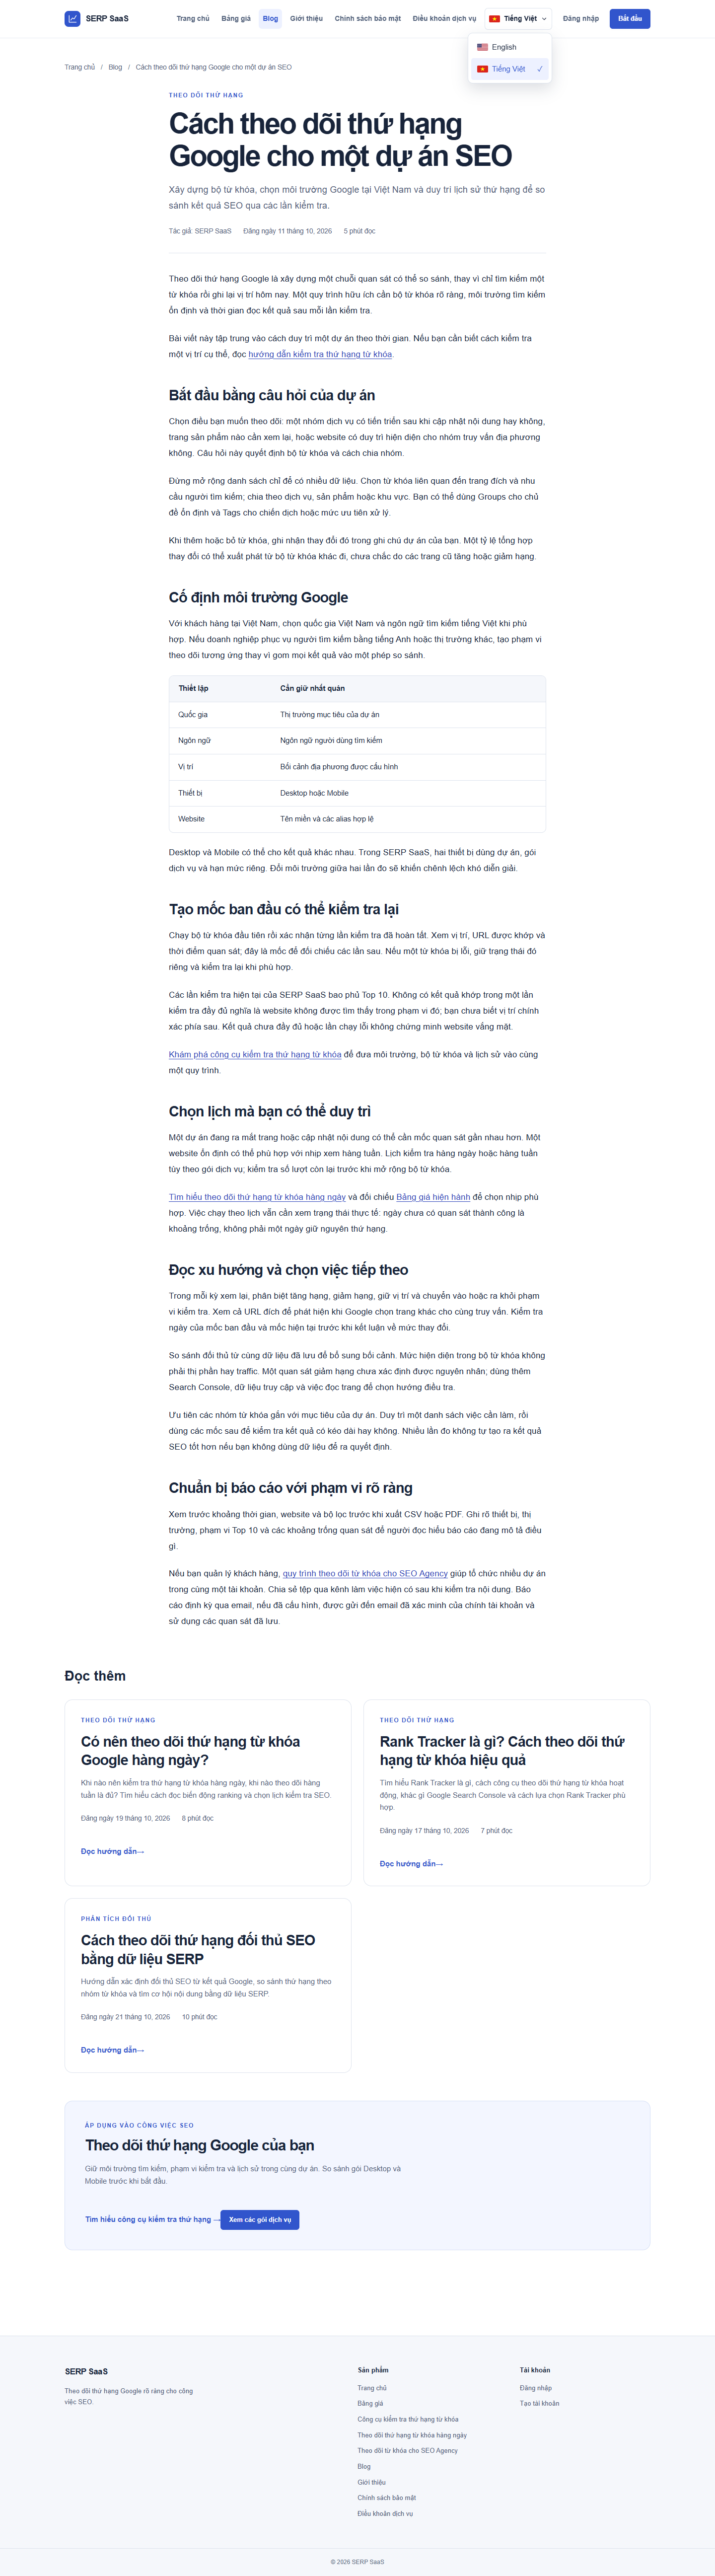 SERP SaaS
Trang chủ
Bảng giá
Blog
Giới thiệu
Chính sách bảo mật
Điều khoản dịch vụ
Tiếng Việt
Đăng nhập
Bắt đầu
English
Tiếng Việt ✓
Trang chủ / Blog / Cách theo dõi thứ hạng Google cho một dự án SEO
THEO DÕI THỨ HẠNG
Cách theo dõi thứ hạng
Google cho một dự án SEO
Xây dựng bộ từ khóa, chọn môi trường Google tại Việt Nam và duy trì lịch sử thứ hạng để so
sánh kết quả SEO qua các lần kiểm tra.
Tác giả: SERP SaaS Đăng ngày 11 tháng 10, 2026 5 phút đọc
Theo dõi thứ hạng Google là xây dựng một chuỗi quan sát có thể so sánh, thay vì chỉ tìm kiếm một
từ khóa rồi ghi lại vị trí hôm nay. Một quy trình hữu ích cần bộ từ khóa rõ ràng, môi trường tìm kiếm
ổn định và thời gian đọc kết quả sau mỗi lần kiểm tra.
Bài viết này tập trung vào cách duy trì một dự án theo thời gian. Nếu bạn cần biết cách kiểm tra
một vị trí cụ thể, đọc hướng dẫn kiểm tra thứ hạng từ khóa.
Bắt đầu bằng câu hỏi của dự án
Chọn điều bạn muốn theo dõi: một nhóm dịch vụ có tiến triển sau khi cập nhật nội dung hay không,
trang sản phẩm nào cần xem lại, hoặc website có duy trì hiện diện cho nhóm truy vấn địa phương
không. Câu hỏi này quyết định bộ từ khóa và cách chia nhóm.
Đừng mở rộng danh sách chỉ để có nhiều dữ liệu. Chọn từ khóa liên quan đến trang đích và nhu
cầu người tìm kiếm; chia theo dịch vụ, sản phẩm hoặc khu vực. Bạn có thể dùng Groups cho chủ
đề ổn định và Tags cho chiến dịch hoặc mức ưu tiên xử lý.
Khi thêm hoặc bỏ từ khóa, ghi nhận thay đổi đó trong ghi chú dự án của bạn. Một tỷ lệ tổng hợp
thay đổi có thể xuất phát từ bộ từ khóa khác đi, chưa chắc do các trang cũ tăng hoặc giảm hạng.
Cố định môi trường Google
Với khách hàng tại Việt Nam, chọn quốc gia Việt Nam và ngôn ngữ tìm kiếm tiếng Việt khi phù
hợp. Nếu doanh nghiệp phục vụ người tìm kiếm bằng tiếng Anh hoặc thị trường khác, tạo phạm vi
theo dõi tương ứng thay vì gom mọi kết quả vào một phép so sánh.
Thiết lập Cần giữ nhất quán
Quốc gia Thị trường mục tiêu của dự án
Ngôn ngữ Ngôn ngữ người dùng tìm kiếm
Vị trí Bối cảnh địa phương được cấu hình
Thiết bị Desktop hoặc Mobile
Website Tên miền và các alias hợp lệ
Desktop và Mobile có thể cho kết quả khác nhau. Trong SERP SaaS, hai thiết bị dùng dự án, gói
dịch vụ và hạn mức riêng. Đổi môi trường giữa hai lần đo sẽ khiến chênh lệch khó diễn giải.
Tạo mốc ban đầu có thể kiểm tra lại
Chạy bộ từ khóa đầu tiên rồi xác nhận từng lần kiểm tra đã hoàn tất. Xem vị trí, URL được khớp và
thời điểm quan sát; đây là mốc để đối chiếu các lần sau. Nếu một từ khóa bị lỗi, giữ trạng thái đó
riêng và kiểm tra lại khi phù hợp.
Các lần kiểm tra hiện tại của SERP SaaS bao phủ Top 10. Không có kết quả khớp trong một lần
kiểm tra đầy đủ nghĩa là website không được tìm thấy trong phạm vi đó; bạn chưa biết vị trí chính
xác phía sau. Kết quả chưa đầy đủ hoặc lần chạy lỗi không chứng minh website vắng mặt.
Khám phá công cụ kiểm tra thứ hạng từ khóa để đưa môi trường, bộ từ khóa và lịch sử vào cùng
một quy trình.
Chọn lịch mà bạn có thể duy trì
Một dự án đang ra mắt trang hoặc cập nhật nội dung có thể cần mốc quan sát gần nhau hơn. Một
website ổn định có thể phù hợp với nhịp xem hàng tuần. Lịch kiểm tra hàng ngày hoặc hàng tuần
tùy theo gói dịch vụ; kiểm tra số lượt còn lại trước khi mở rộng bộ từ khóa.
Tìm hiểu theo dõi thứ hạng từ khóa hàng ngày và đối chiếu Bảng giá hiện hành để chọn nhịp phù
hợp. Việc chạy theo lịch vẫn cần xem trạng thái thực tế: ngày chưa có quan sát thành công là
khoảng trống, không phải một ngày giữ nguyên thứ hạng.
Đọc xu hướng và chọn việc tiếp theo
Trong mỗi kỳ xem lại, phân biệt tăng hạng, giảm hạng, giữ vị trí và chuyển vào hoặc ra khỏi phạm
vi kiểm tra. Xem cả URL đích để phát hiện khi Google chọn trang khác cho cùng truy vấn. Kiểm tra
ngày của mốc ban đầu và mốc hiện tại trước khi kết luận về mức thay đổi.
So sánh đối thủ từ cùng dữ liệu đã lưu để bổ sung bối cảnh. Mức hiện diện trong bộ từ khóa không
phải thị phần hay traffic. Một quan sát giảm hạng chưa xác định được nguyên nhân; dùng thêm
Search Console, dữ liệu truy cập và việc đọc trang để chọn hướng điều tra.
Ưu tiên các nhóm từ khóa gắn với mục tiêu của dự án. Duy trì một danh sách việc cần làm, rồi
dùng các mốc sau để kiểm tra kết quả có kéo dài hay không. Nhiều lần đo không tự tạo ra kết quả
SEO tốt hơn nếu bạn không dùng dữ liệu để ra quyết định.
Chuẩn bị báo cáo với phạm vi rõ ràng
Xem trước khoảng thời gian, website và bộ lọc trước khi xuất CSV hoặc PDF. Ghi rõ thiết bị, thị
trường, phạm vi Top 10 và các khoảng trống quan sát để người đọc hiểu báo cáo đang mô tả điều
gì.
Nếu bạn quản lý khách hàng, quy trình theo dõi từ khóa cho SEO Agency giúp tổ chức nhiều dự án
trong cùng một tài khoản. Chia sẻ tệp qua kênh làm việc hiện có sau khi kiểm tra nội dung. Báo
cáo định kỳ qua email, nếu đã cấu hình, được gửi đến email đã xác minh của chính tài khoản và
sử dụng các quan sát đã lưu.
Đọc thêm
THEO DÕI THỨ HẠNG
Có nên theo dõi thứ hạng từ khóa
Google hàng ngày?
Khi nào nên kiểm tra thứ hạng từ khóa hàng ngày, khi nào theo dõi hàng
tuần là đủ? Tìm hiểu cách đọc biến động ranking và chọn lịch kiểm tra SEO.
Đăng ngày 19 tháng 10, 2026 8 phút đọc
Đọc hướng dẫn→
THEO DÕI THỨ HẠNG
Rank Tracker là gì? Cách theo dõi thứ
hạng từ khóa hiệu quả
Tìm hiểu Rank Tracker là gì, cách công cụ theo dõi thứ hạng từ khóa hoạt
động, khác gì Google Search Console và cách lựa chọn Rank Tracker phù
hợp.
Đăng ngày 17 tháng 10, 2026 7 phút đọc
Đọc hướng dẫn→
PHÂN TÍCH ĐỐI THỦ
Cách theo dõi thứ hạng đối thủ SEO
bằng dữ liệu SERP
Hướng dẫn xác định đối thủ SEO từ kết quả Google, so sánh thứ hạng theo
nhóm từ khóa và tìm cơ hội nội dung bằng dữ liệu SERP.
Đăng ngày 21 tháng 10, 2026 10 phút đọc
Đọc hướng dẫn→
ÁP DỤNG VÀO CÔNG VIỆC SEO
Theo dõi thứ hạng Google của bạn
Giữ môi trường tìm kiếm, phạm vi kiểm tra và lịch sử trong cùng dự án. So sánh gói Desktop và
Mobile trước khi bắt đầu.
Tìm hiểu công cụ kiểm tra thứ hạng →
Xem các gói dịch vụ
SERP SaaS
Theo dõi thứ hạng Google rõ ràng cho công
việc SEO.
Sản phẩm
Trang chủ
Bảng giá
Công cụ kiểm tra thứ hạng từ khóa
Theo dõi thứ hạng từ khóa hàng ngày
Theo dõi từ khóa cho SEO Agency
Blog
Giới thiệu
Chính sách bảo mật
Điều khoản dịch vụ
Tài khoản
Đăng nhập
Tạo tài khoản
© 2026 SERP SaaS